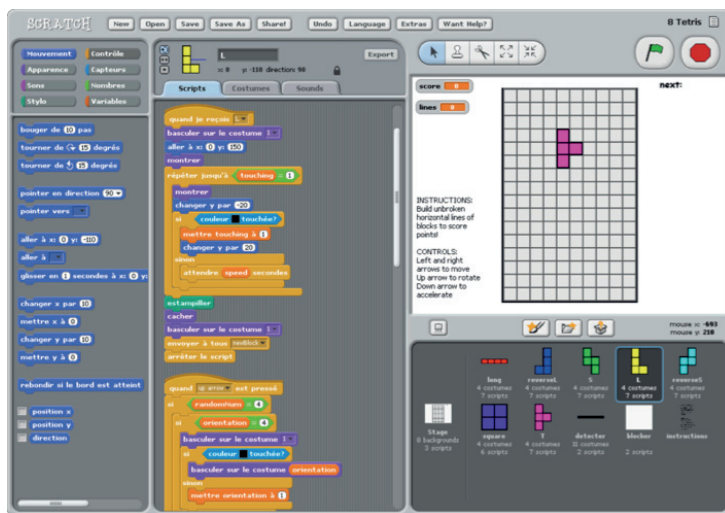 SCRATCH New Open Save Save As Share! Undo Language Extras Want Help? 8 Tetris
Mouvement Contrôle
Apparence Capteurs
Sons Nombres
Stylo Variables
bouger de 10 pas
tourner de 15 degrés
tourner de 15 degrés
pointer en direction 90
pointer vers
aller à x: 0 y: -110
aller à
glisser en 1 secondes à x: 0 y:
changer x par 10
mettre x à 0
changer y par 10
mettre y à 0
rebondir si le bord est atteint
position x
position y
direction
L
x: 0 y: -110 direction: 90
Export
Scripts Costumes Sounds
quand je reçois L
basculer sur le costume 1
aller à x: 0 y: 150
montrer
répéter jusqu'à touching = 1
montrer
changer y par -20
si couleur touchée?
mettre touching à 1
changer y par 20
sinon
attendre speed secondes
estampiller
cacher
basculer sur le costume 1
envoyer à tous newBlock
arrêter le script
quand up arrow est pressé
si randomNum = 4
si orientation = 4
basculer sur le costume 1
si couleur touchée?
basculer sur le costume orientation
sinon
mettre orientation à 1
score 0
lines 0
next:
INSTRUCTIONS:
Build unbroken
horizontal lines of
blocks to score
points!
CONTROLS:
Left and right
arrows to move
Up arrow to rotate
Down arrow to
accelerate
mouse x: -693
mouse y: 210
Stage
8 backgrounds
3 scripts
long
4 costumes
7 scripts
reverseL
4 costumes
7 scripts
S
4 costumes
7 scripts
L
4 costumes
7 scripts
reverseS
4 costumes
7 scripts
square
4 costumes
6 scripts
T
4 costumes
7 scripts
detector
11 costumes
2 scripts
blocher
2 scripts
instructions